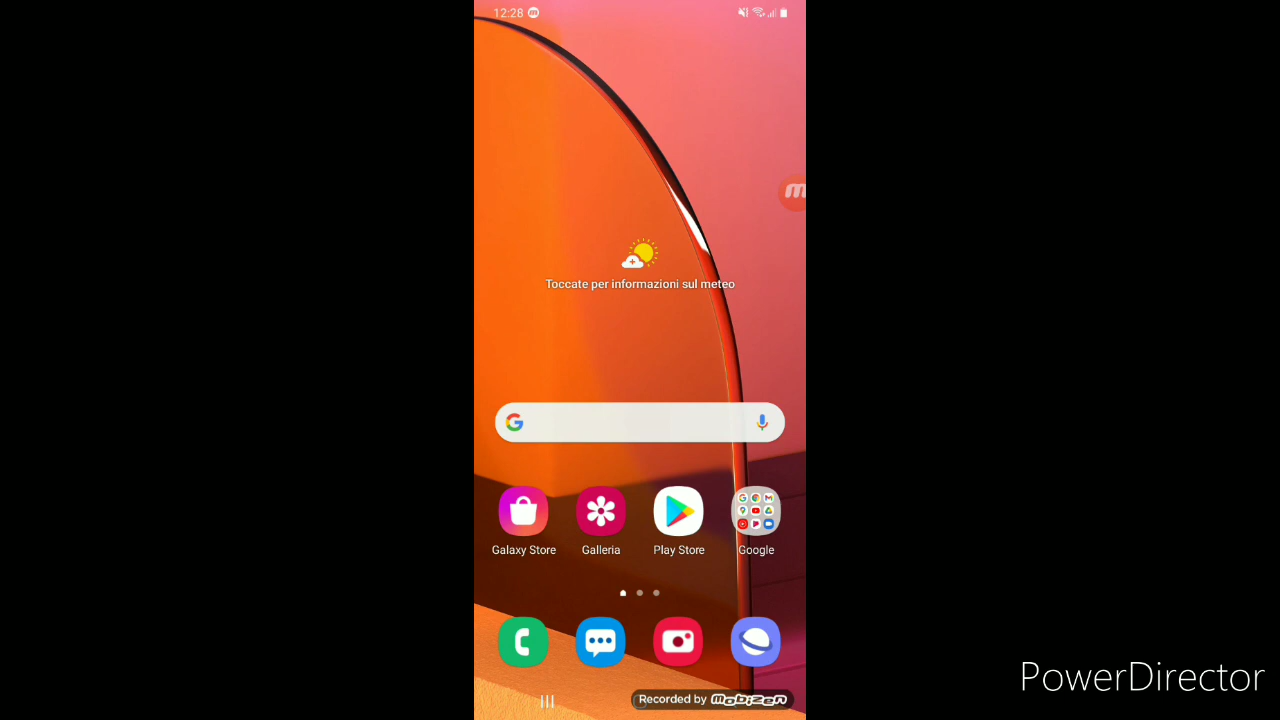 12:28
Toccate per informazioni sul meteo
Galaxy Store
Galleria
Play Store
Google
Recorded by mobizen
PowerDirector